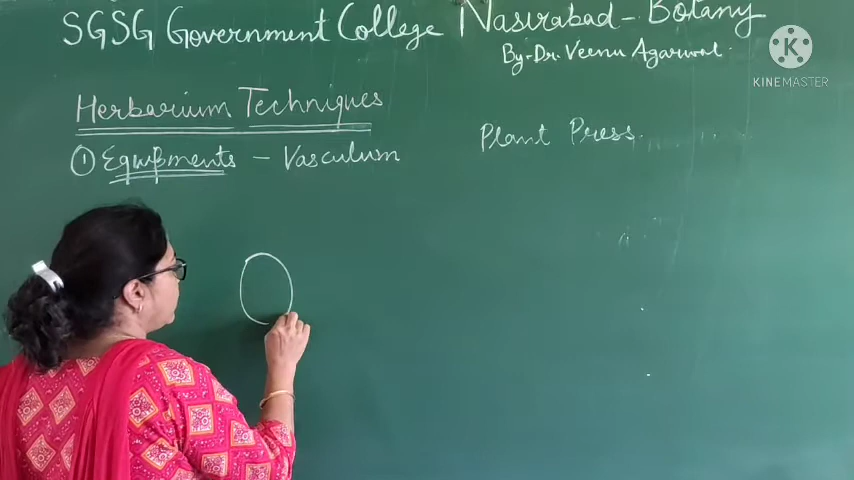 SGSG Government College Nasirabad - Botany
By - Dr. Veenu Agarwal.
KINEMASTER
Herbarium Techniques
① Equipments - Vasculum
Plant Press.